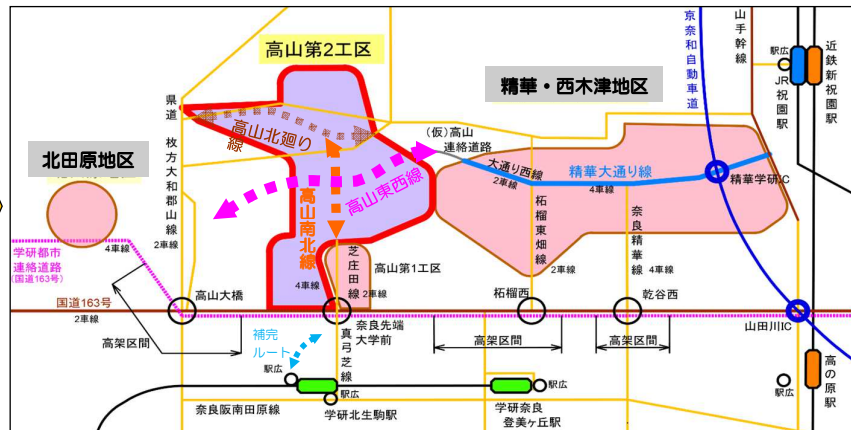 高山第2工区
精華・西木津地区
北田原地区
京奈和自動車道
山手幹線
駅広
JR祝園駅
近鉄新祝園駅
県道
枚方大和郡山線
2車線
高山北廻り
線
(仮)高山
連絡道路
大通り西線
2車線
精華大通り線
4車線
精華学研IC
高山東西線
高山南北線
4車線
芝庄田線
2車線
高山第1工区
柘榴東畑線
2車線
奈良精華線
4車線
4車線
学研都市
連絡道路
(国道163号)
国道163号
2車線
高山大橋
奈良先端
大学前
柘榴西
乾谷西
山田川IC
高架区間
高架区間
高架区間
補完
ルート
真弓芝線
駅広
駅広
駅広
駅広
高の原駅
奈良阪南田原線
学研北生駒駅
学研奈良
登美ヶ丘駅